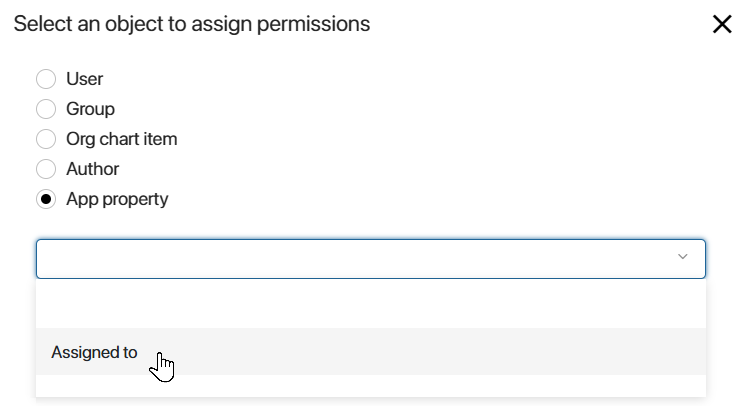 Select an object to assign permissions
User
Group
Org chart item
Author
App property
Assigned to